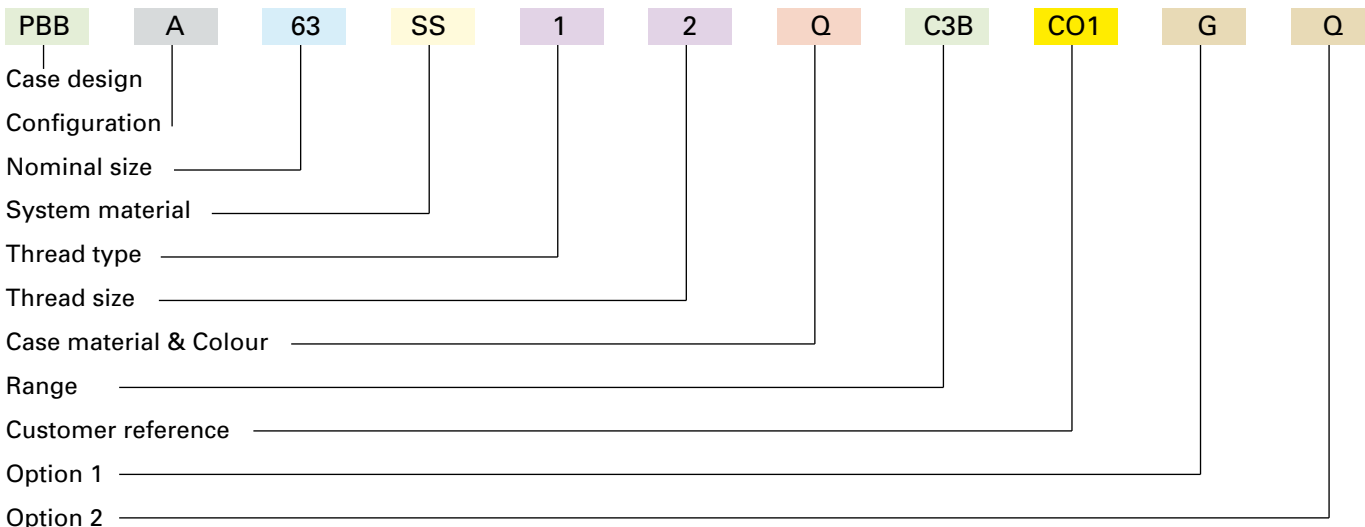 PBB A 63 SS 1 2 Q C3B CO1 G Q
Case design
Configuration
Nominal size
System material
Thread type
Thread size
Case material & Colour
Range
Customer reference
Option 1
Option 2